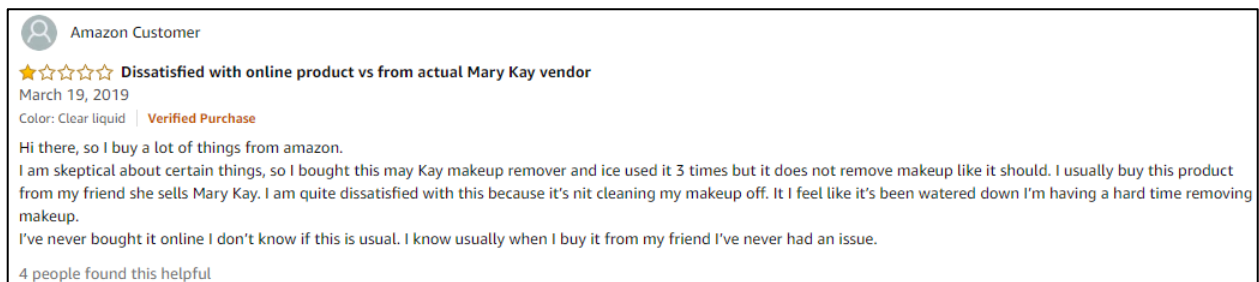 Amazon Customer
Dissatisfied with online product vs from actual Mary Kay vendor
March 19, 2019
Color: Clear liquid | Verified Purchase
Hi there, so I buy a lot of things from amazon.
I am skeptical about certain things, so I bought this may Kay makeup remover and ice used it 3 times but it does not remove makeup like it should. I usually buy this product
from my friend she sells Mary Kay. I am quite dissatisfied with this because it's nit cleaning my makeup off. It I feel like it's been watered down I'm having a hard time removing
makeup.
I've never bought it online I don't know if this is usual. I know usually when I buy it from my friend I've never had an issue.
4 people found this helpful